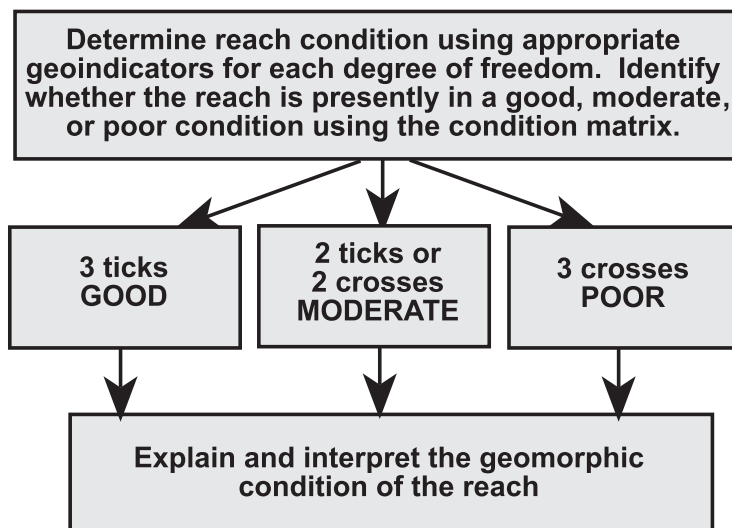 Determine reach condition using appropriate
geoindicators for each degree of freedom.  Identify
whether the reach is presently in a good, moderate,
or poor condition using the condition matrix.
3 ticks
GOOD
2 ticks or
2 crosses
MODERATE
3 crosses
POOR
Explain and interpret the geomorphic
condition of the reach